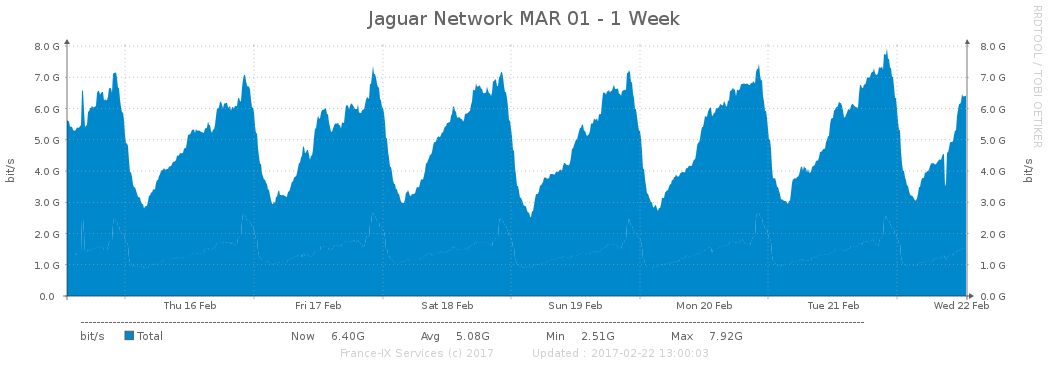 Jaguar Network MAR 01 - 1 Week
RRDTOOL / TOBI OETIKER
bit/s
8.0 G 8.0 G
7.0 G 7.0 G
6.0 G 6.0 G
5.0 G 5.0 G
4.0 G 4.0 G
3.0 G 3.0 G
2.0 G 2.0 G
1.0 G 1.0 G
0.0 0.0 G
bit/s
Thu 16 Feb Fri 17 Feb Sat 18 Feb Sun 19 Feb Mon 20 Feb Tue 21 Feb Wed 22 Feb
bit/s Total Now 6.40G Avg 5.08G Min 2.51G Max 7.92G
France-IX Services (c) 2017 Updated : 2017-02-22 13:00:03